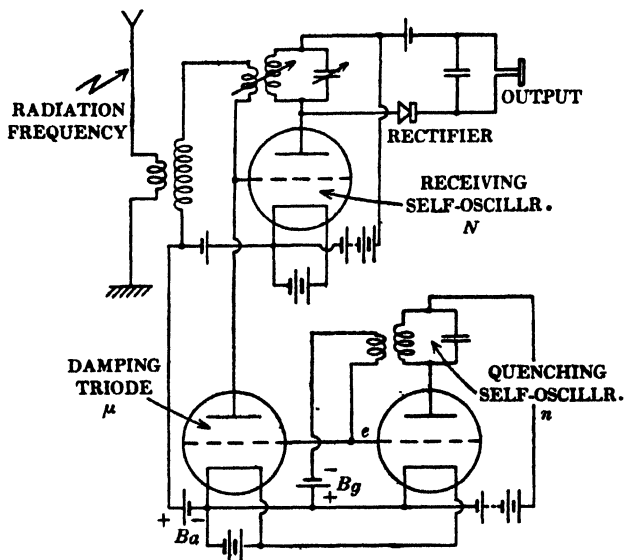 RADIATION
FREQUENCY
OUTPUT
RECTIFIER
RECEIVING
SELF-OSCILLR.
N
DAMPING
TRIODE
μ
QUENCHING
SELF-OSCILLR.
n
e
- Bg
+
+ -
Ba